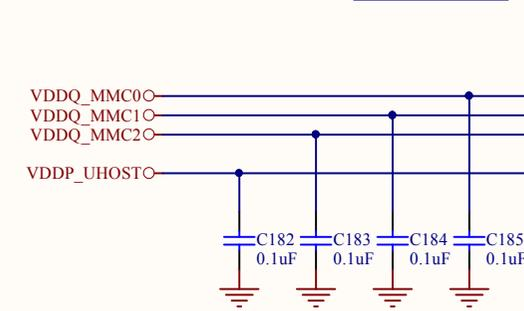 VDDQ_MMC0
VDDQ_MMC1
VDDQ_MMC2
VDDP_UHOST
C182 C183 C184 C185
0.1uF 0.1uF 0.1uF 0.1uF